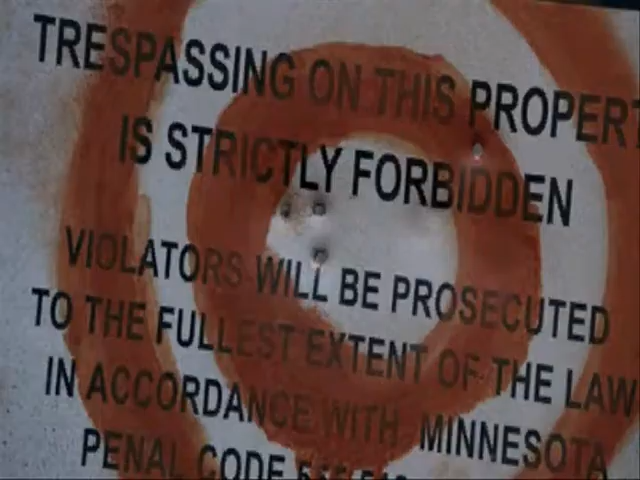 TRESPASSING ON THIS PROPERT
IS STRICTLY FORBIDDEN
VIOLATORS WILL BE PROSECUTED
TO THE FULLEST EXTENT OF THE LAW
IN ACCORDANCE WITH MINNESOTA
PENAL CODE